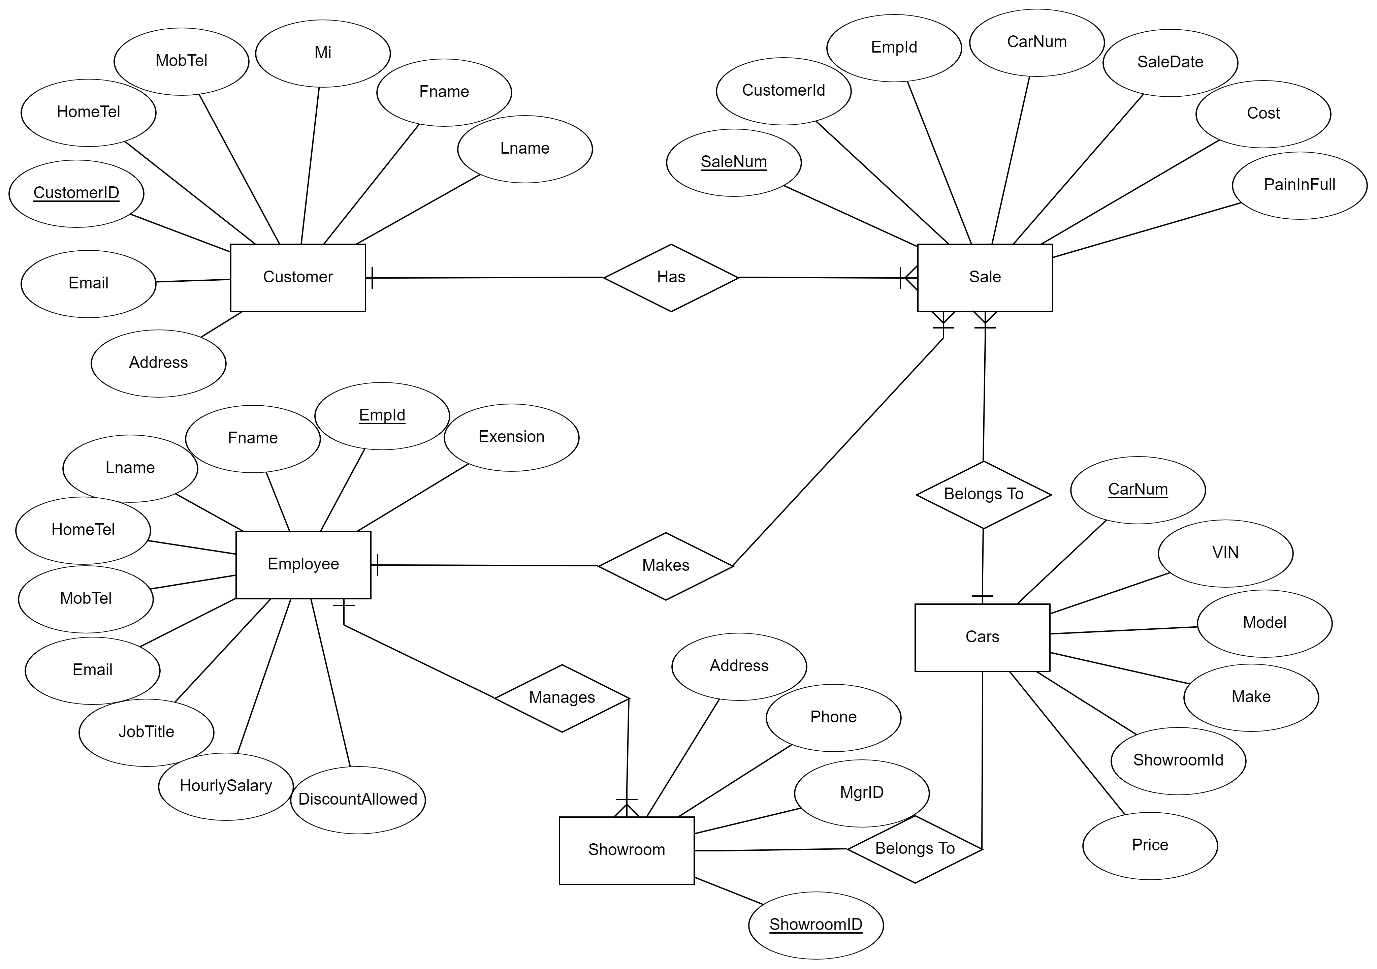 MobTel
Mi
Fname
HomeTel
Lname
CustomerID
Customer
Email
Address
EmpId
CarNum
SaleDate
CustomerId
Cost
SaleNum
PainInFull
Has
Sale
EmpId
Fname
Exension
Lname
HomeTel
Employee
MobTel
Email
JobTitle
HourlySalary
DiscountAllowed
Makes
Belongs To
CarNum
VIN
Model
Cars
Make
ShowroomId
Price
Manages
Address
Phone
MgrID
Showroom
Belongs To
ShowroomID